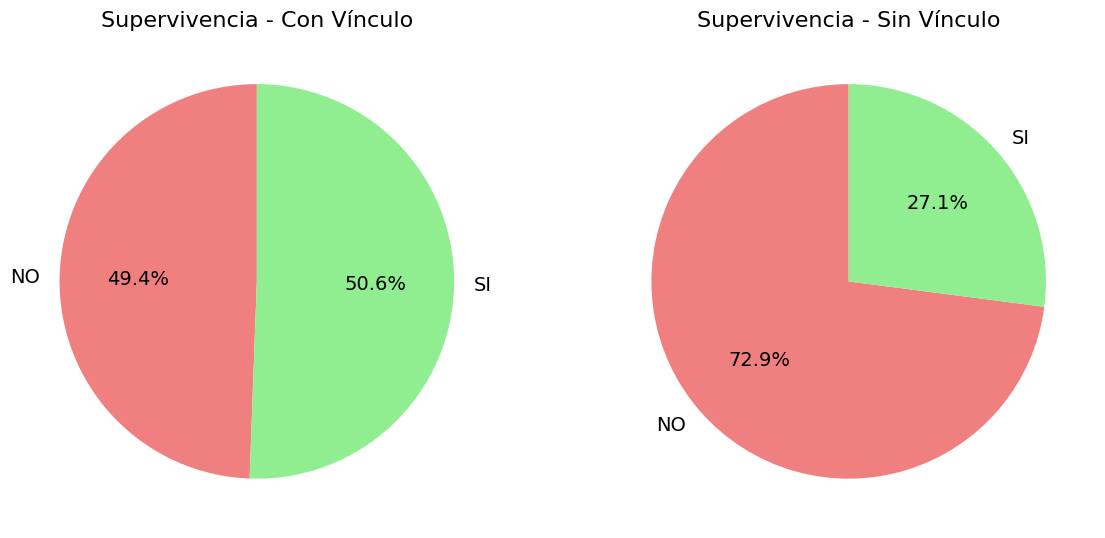 Supervivencia - Con Vínculo
NO
49.4%
50.6%
SI
Supervivencia - Sin Vínculo
SI
27.1%
72.9%
NO